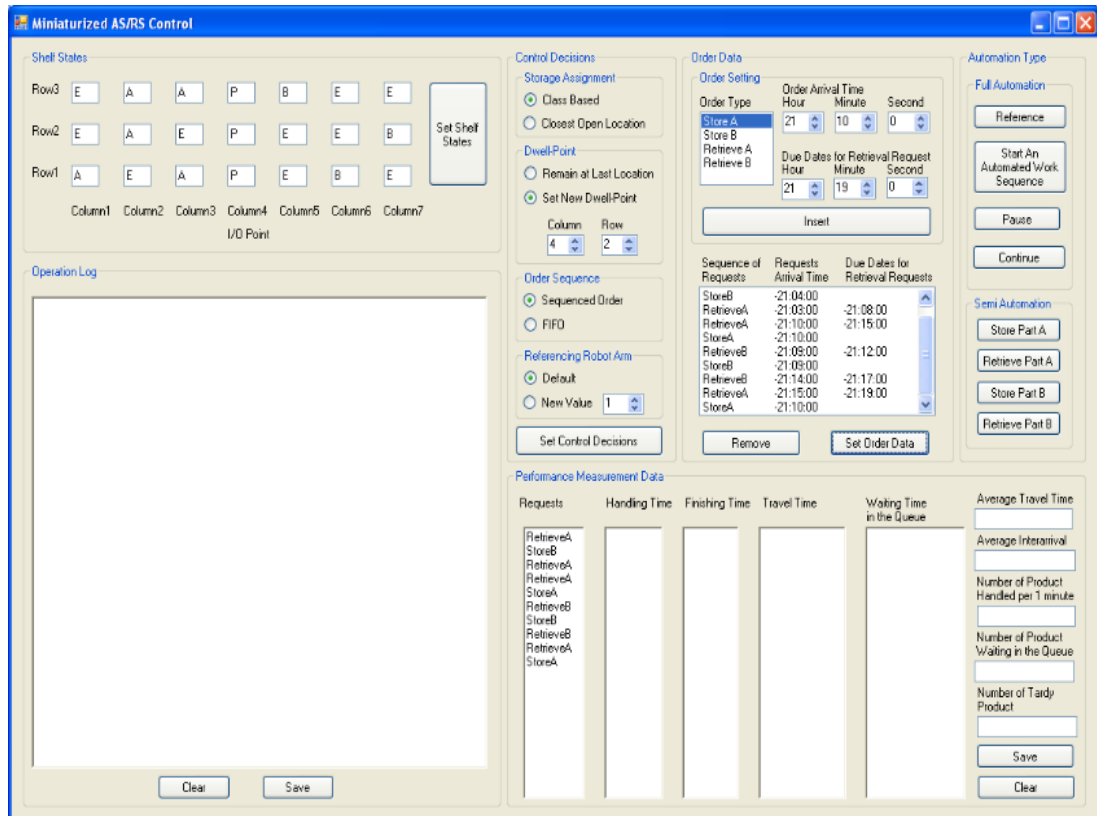 Miniaturized AS/RS Control
Shelf States
Row3 E A A P B E E
Row2 E A E P E E B
Row1 A E A P E B E
Set Shelf States
Column1 Column2 Column3 Column4 Column5 Column6 Column7
I/O Point
Operation Log
Clear Save
Control Decisions
Storage Assignment
Class Based
Closest Open Location
Dwell-Point
Remain at Last Location
Set New Dwell-Point
Column Row
4 2
Order Sequence
Sequenced Order
FIFO
Referencing Robot Arm
Default
New Value 1
Set Control Decisions
Order Data
Order Setting
Order Type
Store A
Store B
Retrieve A
Retrieve B
Order Arrival Time
Hour Minute Second
21 10 0
Due Dates for Retrieval Request
Hour Minute Second
21 19 0
Insert
Sequence of Requests Requests Arrival Time Due Dates for Retrieval Requests
StoreB -21:04:00
RetrieveA -21:03:00 -21:08:00
RetrieveA -21:10:00 -21:15:00
StoreA -21:10:00
RetrieveB -21:09:00 -21:12:00
StoreB -21:09:00
RetrieveB -21:14:00 -21:17:00
RetrieveA -21:15:00 -21:19:00
StoreA -21:10:00
Remove Set Order Data
Automation Type
Full Automation
Reference
Start An Automated Work Sequence
Pause
Continue
Semi Automation
Store Part A
Retrieve Part A
Store Part B
Retrieve Part B
Performance Measurement Data
Requests Handling Time Finishing Time Travel Time Waiting Time in the Queue
RetrieveA
StoreB
RetrieveA
RetrieveA
StoreA
RetrieveB
StoreB
RetrieveB
RetrieveA
StoreA
Average Travel Time
Average Interarrival
Number of Product Handled per 1 minute
Number of Product Waiting in the Queue
Number of Tardy Product
Save
Clear